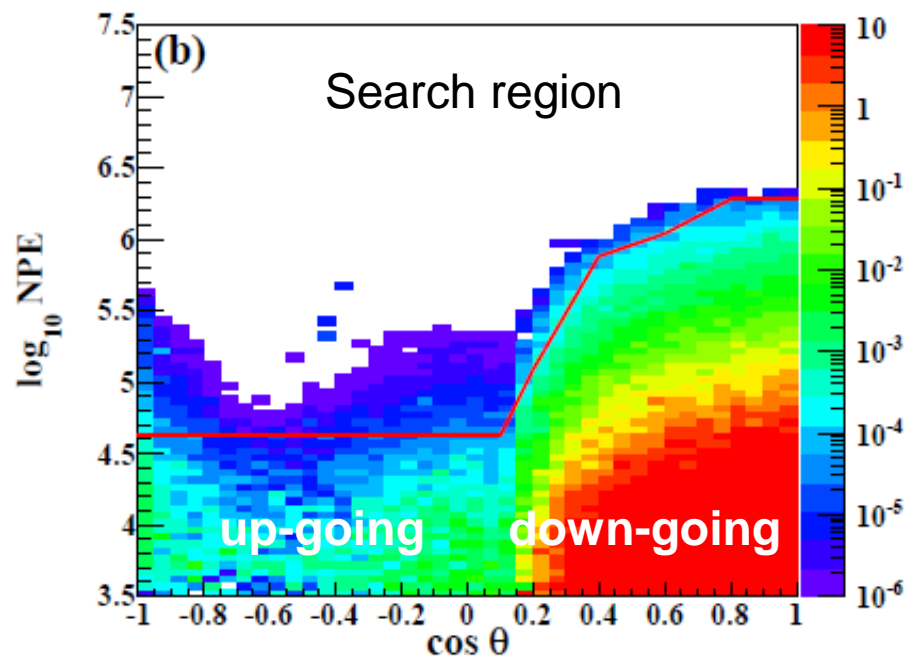 (b)
Search region
up-going down-going
log10 NPE
7.5
7
6.5
6
5.5
5
4.5
4
3.5
-1 -0.8 -0.6 -0.4 -0.2 0 0.2 0.4 0.6 0.8 1
cos θ
10
1
10-1
10-2
10-3
10-4
10-5
10-6